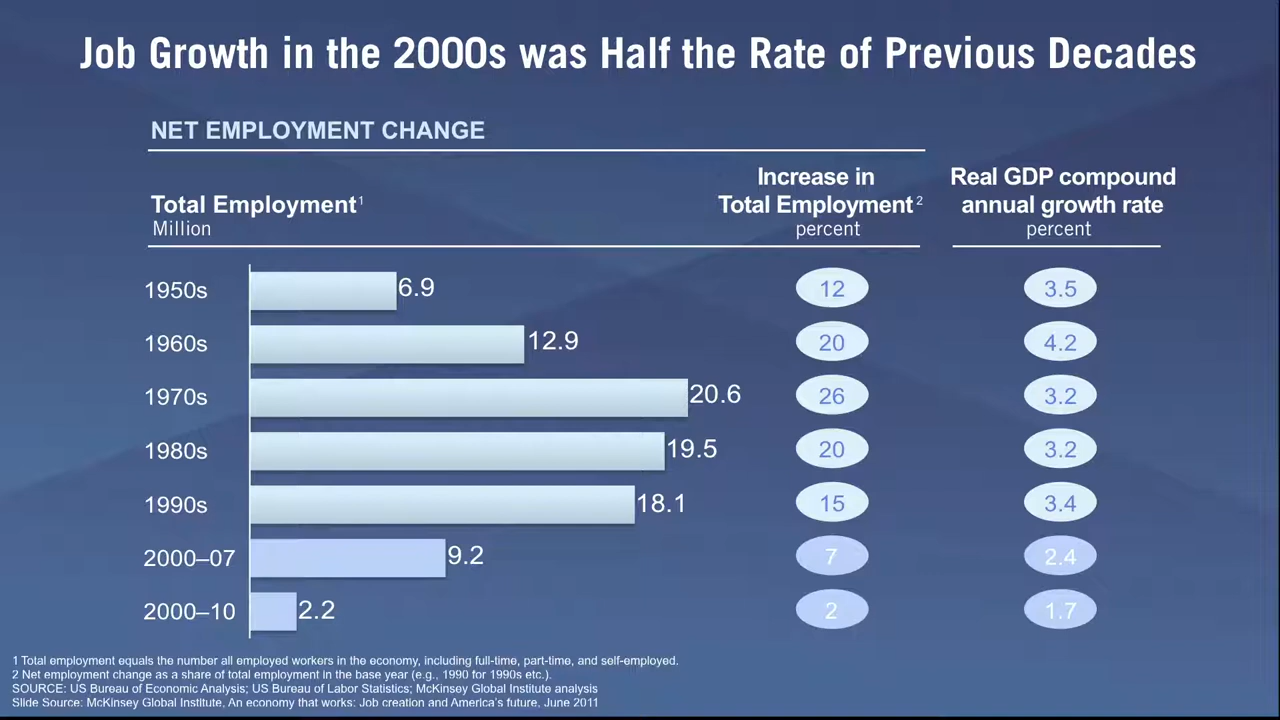 Job Growth in the 2000s was Half the Rate of Previous Decades
NET EMPLOYMENT CHANGE
Total Employment1
Million
Increase in
Total Employment2
percent
Real GDP compound
annual growth rate
percent
1950s 6.9 12 3.5
1960s 12.9 20 4.2
1970s 20.6 26 3.2
1980s 19.5 20 3.2
1990s 18.1 15 3.4
2000–07 9.2 7 2.4
2000–10 2.2 2 1.7
1 Total employment equals the number all employed workers in the economy, including full-time, part-time, and self-employed.
2 Net employment change as a share of total employment in the base year (e.g., 1990 for 1990s etc.).
SOURCE: US Bureau of Economic Analysis; US Bureau of Labor Statistics; McKinsey Global Institute analysis
Slide Source: McKinsey Global Institute, An economy that works: Job creation and America's future, June 2011